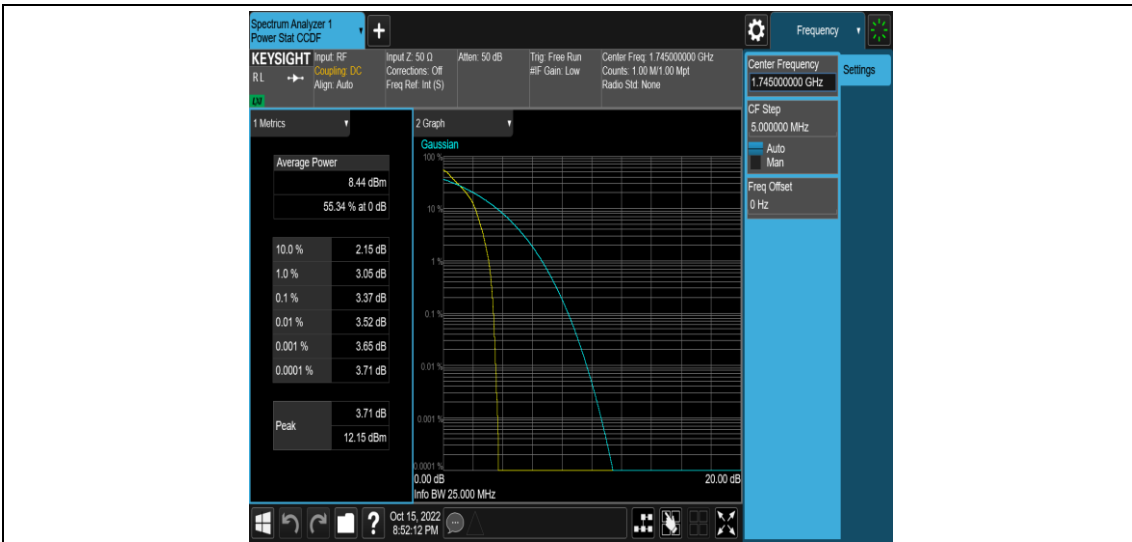 Spectrum Analyzer 1
Power Stat CCDF
+
Frequency
KEYSIGHT
RL
LXI
Input: RF
Coupling: DC
Align: Auto
Input Z: 50 Ω
Corrections: Off
Freq Ref: Int (S)
Atten: 50 dB
Trig: Free Run
#IF Gain: Low
Center Freq: 1.745000000 GHz
Counts: 1.00 M/1.00 Mpt
Radio Std: None
Center Frequency
1.745000000 GHz
Settings
CF Step
5.000000 MHz
Auto
Man
Freq Offset
0 Hz
1 Metrics
Average Power
8.44 dBm
55.34 % at 0 dB
10.0 % 2.15 dB
1.0 % 3.05 dB
0.1 % 3.37 dB
0.01 % 3.52 dB
0.001 % 3.65 dB
0.0001 % 3.71 dB
Peak
3.71 dB
12.15 dBm
2 Graph
Gaussian
100 %
10 %
1 %
0.1 %
0.01 %
0.001 %
0.0001 %
0.00 dB 20.00 dB
Info BW 25.000 MHz
?
Oct 15, 2022
8:52:12 PM